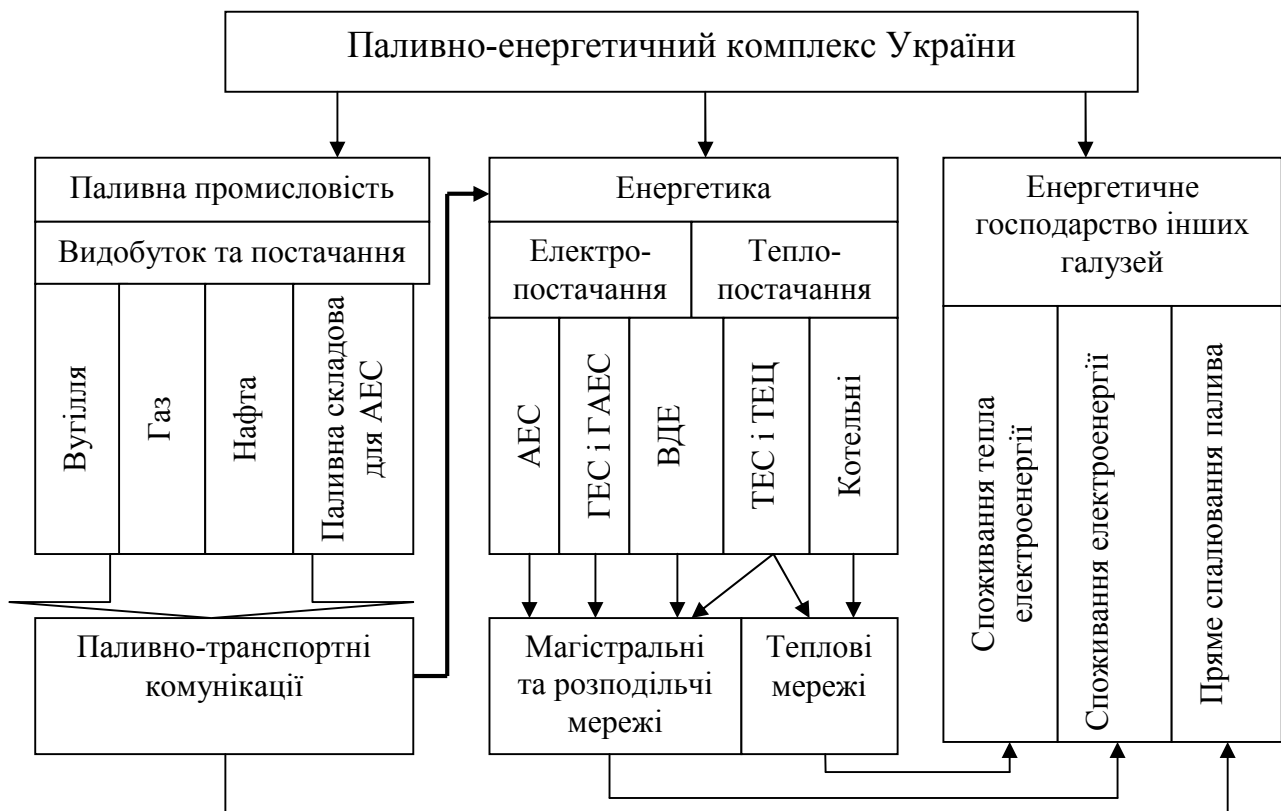 Паливно-енергетичний комплекс України
Паливна промисловість
Видобуток та постачання
Вугілля
Газ
Нафта
Паливна складова
для АЕС
Паливно-транспортні
комунікації
Енергетика
Електро-
постачання
Тепло-
постачання
АЕС
ГЕС і ГАЕС
ВДЕ
ТЕС і ТЕЦ
Котельні
Магістральні
та розподільчі
мережі
Теплові
мережі
Енергетичне
господарство інших
галузей
Споживання тепла
електроенергії
Споживання електроенергії
Пряме спалювання палива